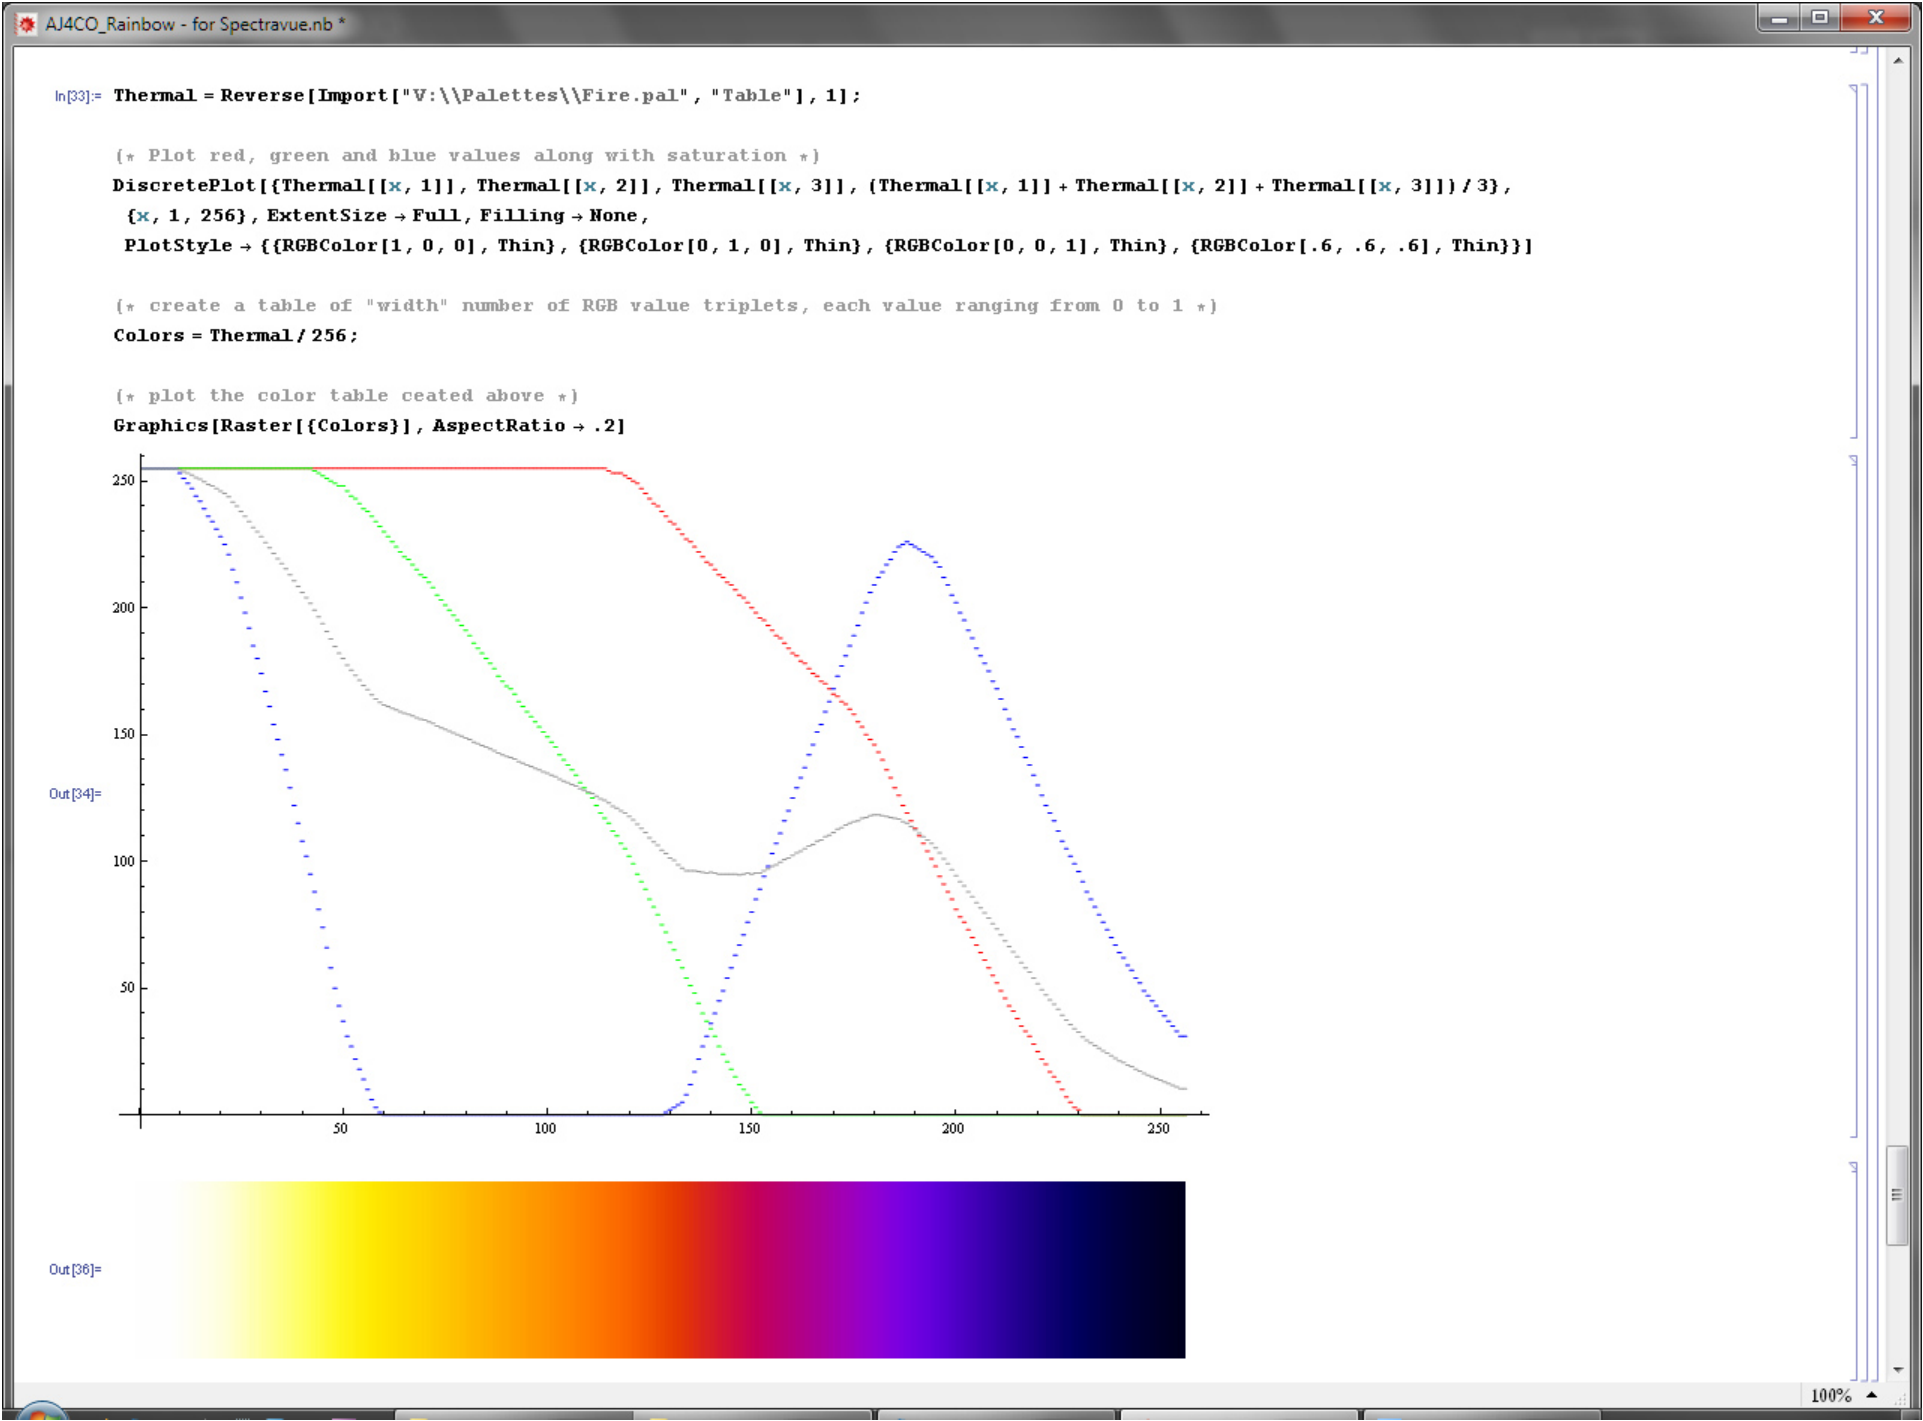 AJ4CO_Rainbow - for Spectravue.nb *
In[33]:= Thermal = Reverse[Import["V:\\Palettes\\Fire.pal", "Table"], 1];
(* Plot red, green and blue values along with saturation *)
DiscretePlot[{Thermal[[x, 1]], Thermal[[x, 2]], Thermal[[x, 3]], (Thermal[[x, 1]] + Thermal[[x, 2]] + Thermal[[x, 3]]) / 3},
{x, 1, 256}, ExtentSize → Full, Filling → None,
PlotStyle → {{RGBColor[1, 0, 0], Thin}, {RGBColor[0, 1, 0], Thin}, {RGBColor[0, 0, 1], Thin}, {RGBColor[.6, .6, .6], Thin}}]
(* create a table of "width" number of RGB value triplets, each value ranging from 0 to 1 *)
Colors = Thermal / 256;
(* plot the color table ceated above *)
Graphics[Raster[{Colors}], AspectRatio → .2]
250
200
150
Out[34]=
100
50
50 100 150 200 250
Out[36]=
100%